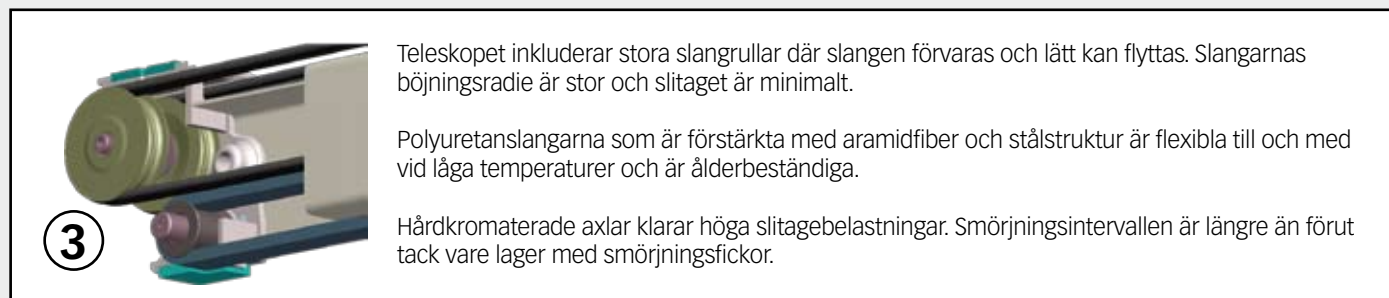 Teleskopet inkluderar stora slangrullar där slangen förvaras och lätt kan flyttas. Slangarnas
böjningsradie är stor och slitaget är minimalt.
Polyuretanslangarna som är förstärkta med aramidfiber och stålstruktur är flexibla till och med
vid låga temperaturer och är ålderbeständiga.
Hårdkromaterade axlar klarar höga slitagebelastningar. Smörjningsintervallen är längre än förut
tack vare lager med smörjningsfickor.
3